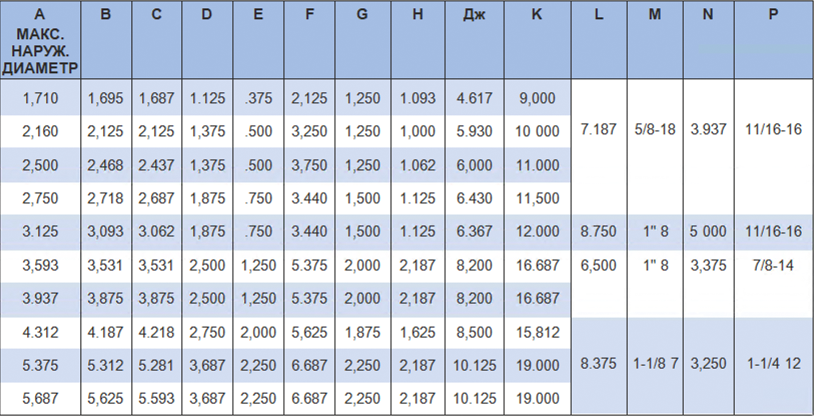 A МАКС. НАРУЖ. ДИАМЕТР B C D E F G H Дж K L M N P
1,710 1,695 1,687 1.125 .375 2,125 1,250 1.093 4.617 9,000
2,160 2,125 2,125 1,375 .500 3,250 1,250 1,000 5.930 10 000 7.187 5/8-18 3.937 11/16-16
2,500 2,468 2.437 1,375 .500 3,750 1,250 1.062 6,000 11.000
2,750 2,718 2,687 1,875 .750 3.440 1,500 1.125 6.430 11,500
3.125 3,093 3.062 1,875 .750 3.440 1,500 1.125 6.367 12.000 8.750 1" 8 5 000 11/16-16
3,593 3,531 3,531 2,500 1,250 5.375 2,000 2,187 8,200 16.687 6,500 1" 8 3,375 7/8-14
3.937 3,875 3,875 2,500 1,250 5.375 2,000 2,187 8,200 16.687
4.312 4.187 4.218 2,750 2,000 5,625 1,875 1,625 8,500 15,812
5.375 5.312 5.281 3,687 2,250 6.687 2,250 2,187 10.125 19.000 8.375 1-1/8 7 3,250 1-1/4 12
5,687 5,625 5.593 3,687 2,250 6.687 2,250 2,187 10.125 19.000